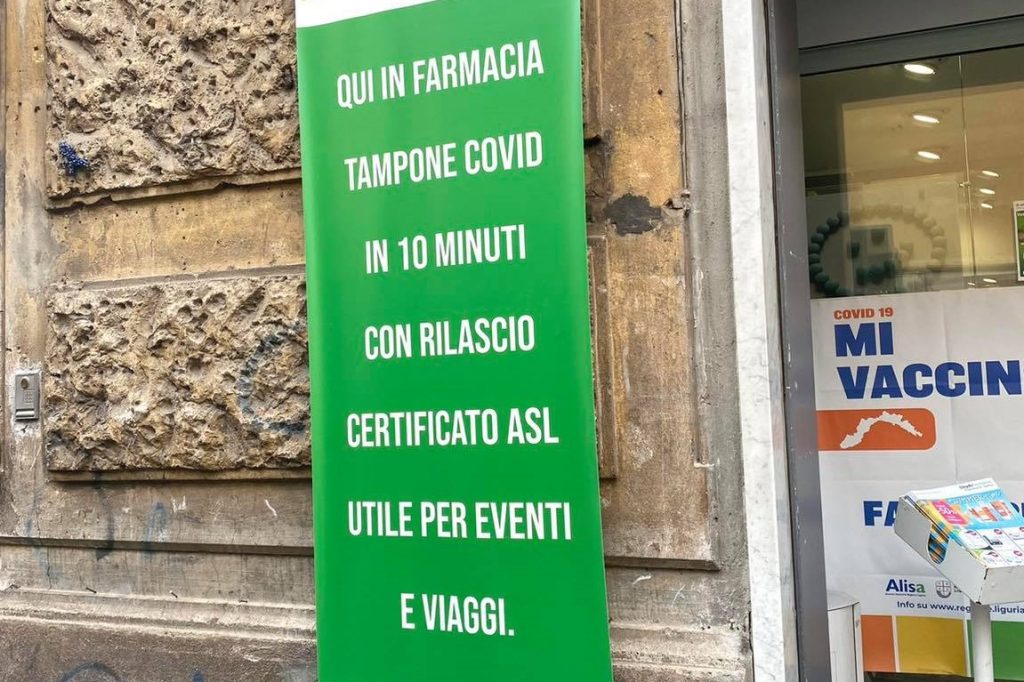 QUI IN FARMACIA
TAMPONE COVID
IN 10 MINUTI
CON RILASCIO
CERTIFICATO ASL
UTILE PER EVENTI
E VIAGGI.
COVID 19
MI
VACCIN
FA
Alisa
Info su www.reg
e.liguria